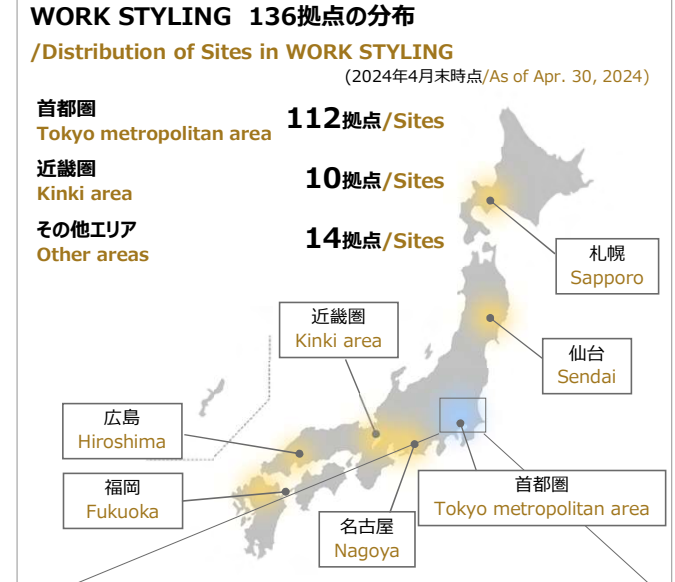 WORK STYLING 136拠点の分布
/Distribution of Sites in WORK STYLING
(2024年4月末時点/As of Apr. 30, 2024)
首都圏
Tokyo metropolitan area
112拠点/Sites
近畿圏
Kinki area
10拠点/Sites
その他エリア
Other areas
14拠点/Sites
札幌
Sapporo
近畿圏
Kinki area
仙台
Sendai
広島
Hiroshima
福岡
Fukuoka
首都圏
Tokyo metropolitan area
名古屋
Nagoya